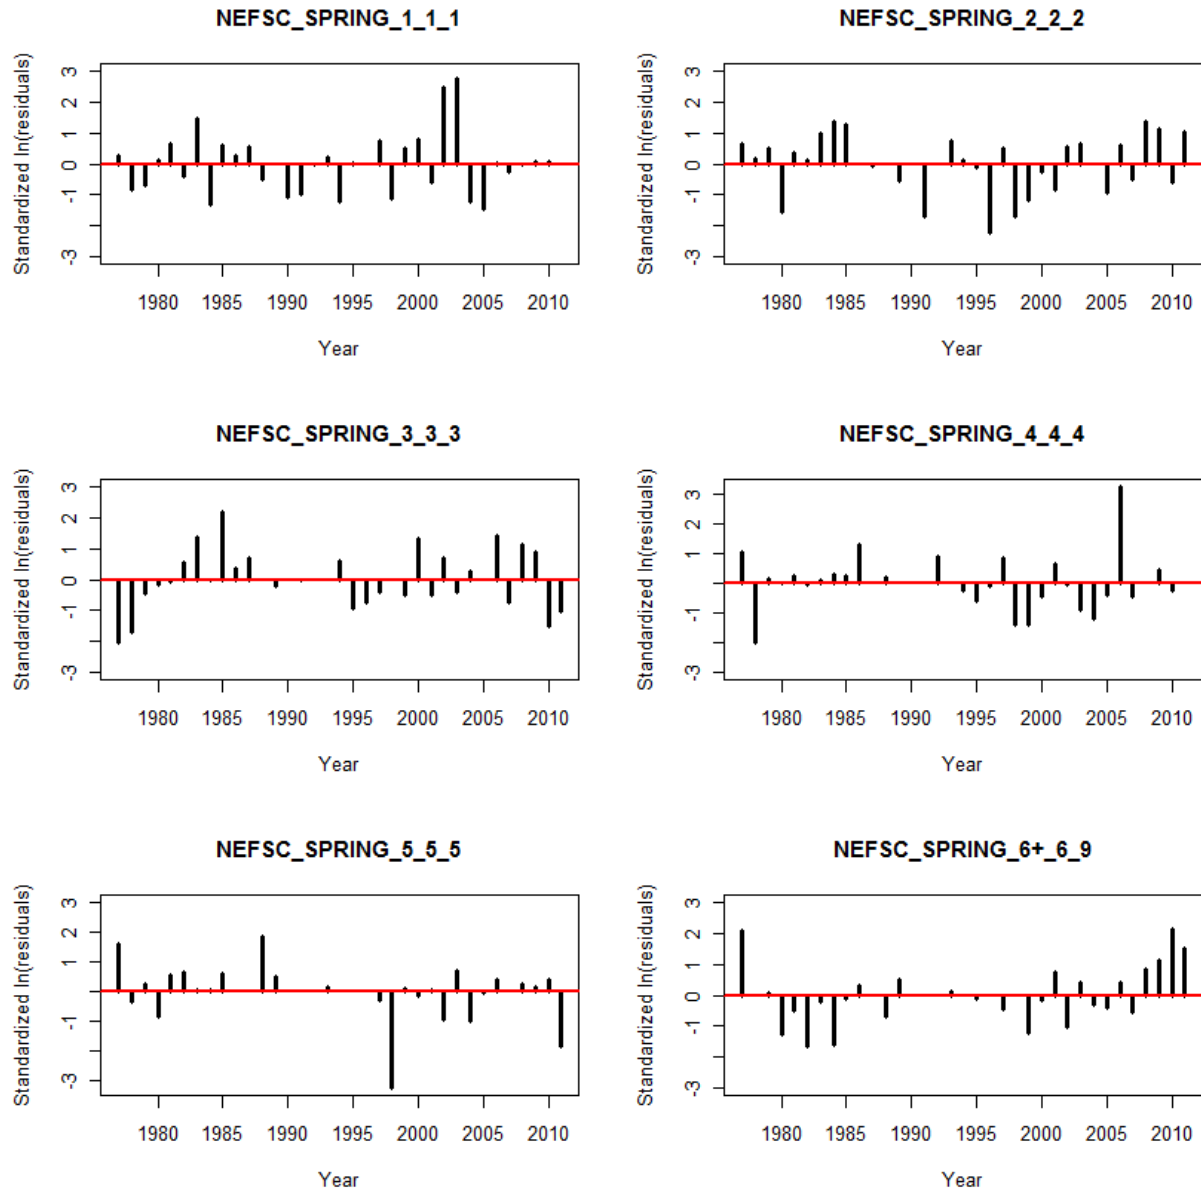 NEFSC_SPRING_1_1_1
Standardized ln(residuals)
3
2
1
0
-1
-3
1980 1985 1990 1995 2000 2005 2010
Year
NEFSC_SPRING_2_2_2
Standardized ln(residuals)
3
2
1
0
-1
-3
1980 1985 1990 1995 2000 2005 2010
Year
NEFSC_SPRING_3_3_3
Standardized ln(residuals)
3
2
1
0
-1
-3
1980 1985 1990 1995 2000 2005 2010
Year
NEFSC_SPRING_4_4_4
Standardized ln(residuals)
3
2
1
0
-1
-3
1980 1985 1990 1995 2000 2005 2010
Year
NEFSC_SPRING_5_5_5
Standardized ln(residuals)
3
2
1
0
-1
-3
1980 1985 1990 1995 2000 2005 2010
Year
NEFSC_SPRING_6+_6_9
Standardized ln(residuals)
3
2
1
0
-1
-3
1980 1985 1990 1995 2000 2005 2010
Year